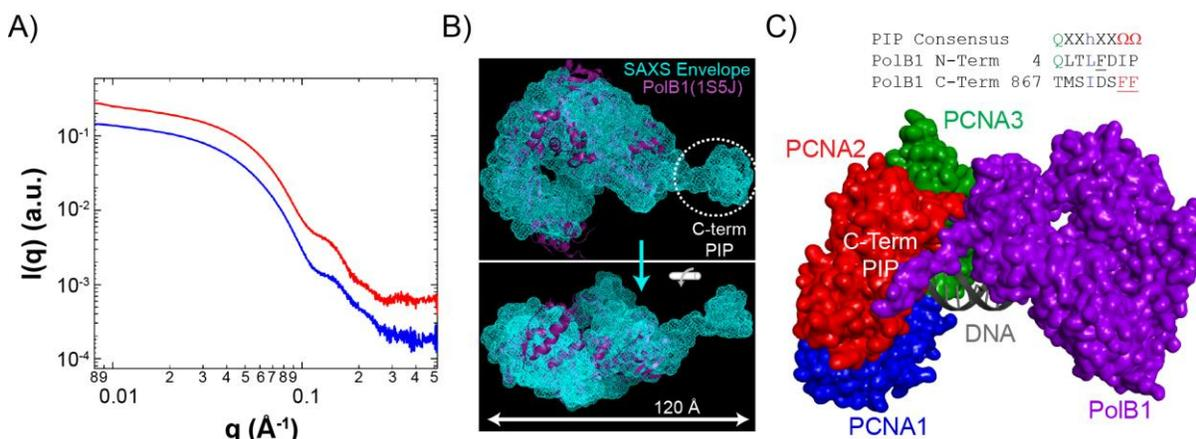 A)
I(q) (a.u.)
10⁻¹
10⁻²
10⁻³
10⁻⁴
8 9 2 3 4 5 6 7 8 9 2 3 4 5
0.01 0.1
q (Å⁻¹)
B)
SAXS Envelope
PolB1(1S5J)
C-term
PIP
120 Å
C)
PIP Consensus QXXhXXΩΩ
PolB1 N-Term 4 QLTLFDIP
PolB1 C-Term 867 TMSIDSFF
PCNA3
PCNA2
C-Term
PIP
DNA
PCNA1
PolB1